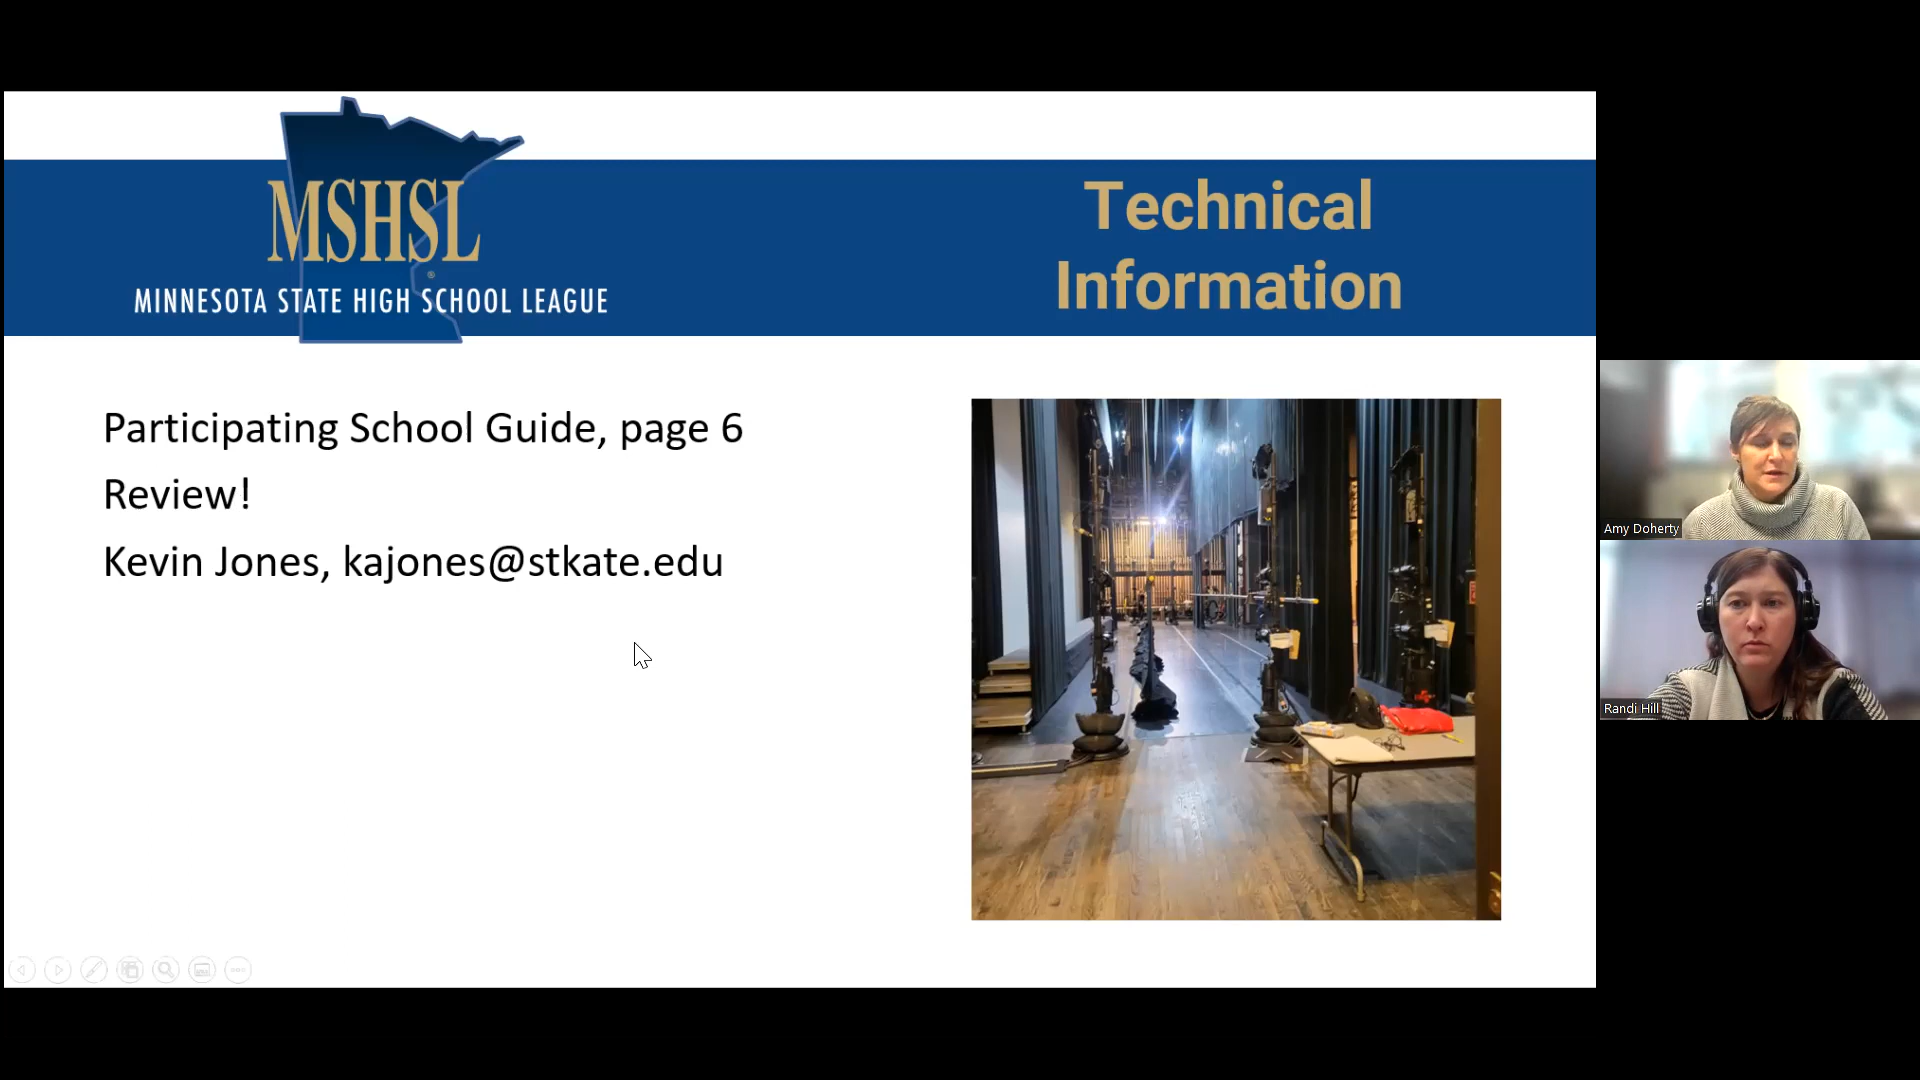 MSHSL
®
MINNESOTA STATE HIGH SCHOOL LEAGUE
Technical
Information
Participating School Guide, page 6
Review!
Kevin Jones, kajones@stkate.edu
Amy Doherty
Randi Hill